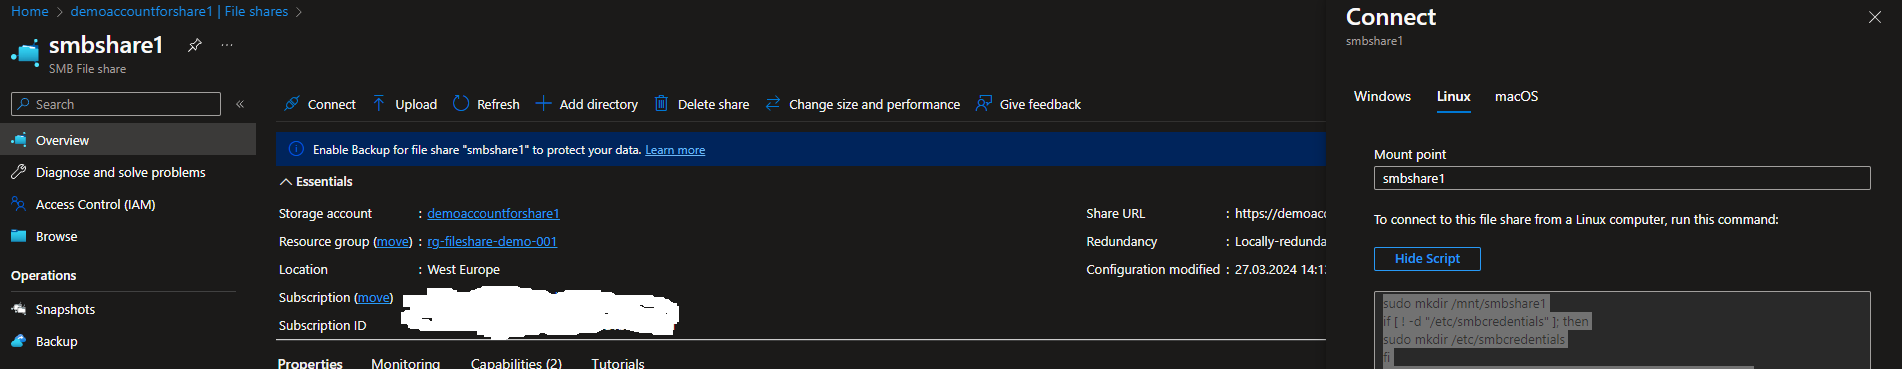 Home > demoaccountforshare1 | File shares >
smbshare1
SMB File share
Search
Overview
Diagnose and solve problems
Access Control (IAM)
Browse
Operations
Snapshots
Backup
Connect Upload Refresh Add directory Delete share Change size and performance Give feedback
Enable Backup for file share "smbshare1" to protect your data. Learn more
Essentials
Storage account : demoaccountforshare1
Resource group (move) : rg-fileshare-demo-001
Location : West Europe
Subscription (move)
Subscription ID
Share URL : https://demoacc
Redundancy : Locally-redunda
Configuration modified : 27.03.2024 14:1
Properties Monitoring Capabilities (2) Tutorials
Connect
smbshare1
Windows Linux macOS
Mount point
smbshare1
To connect to this file share from a Linux computer, run this command:
Hide Script
sudo mkdir /mnt/smbshare1
if [ ! -d "/etc/smbcredentials" ]; then
sudo mkdir /etc/smbcredentials
fi